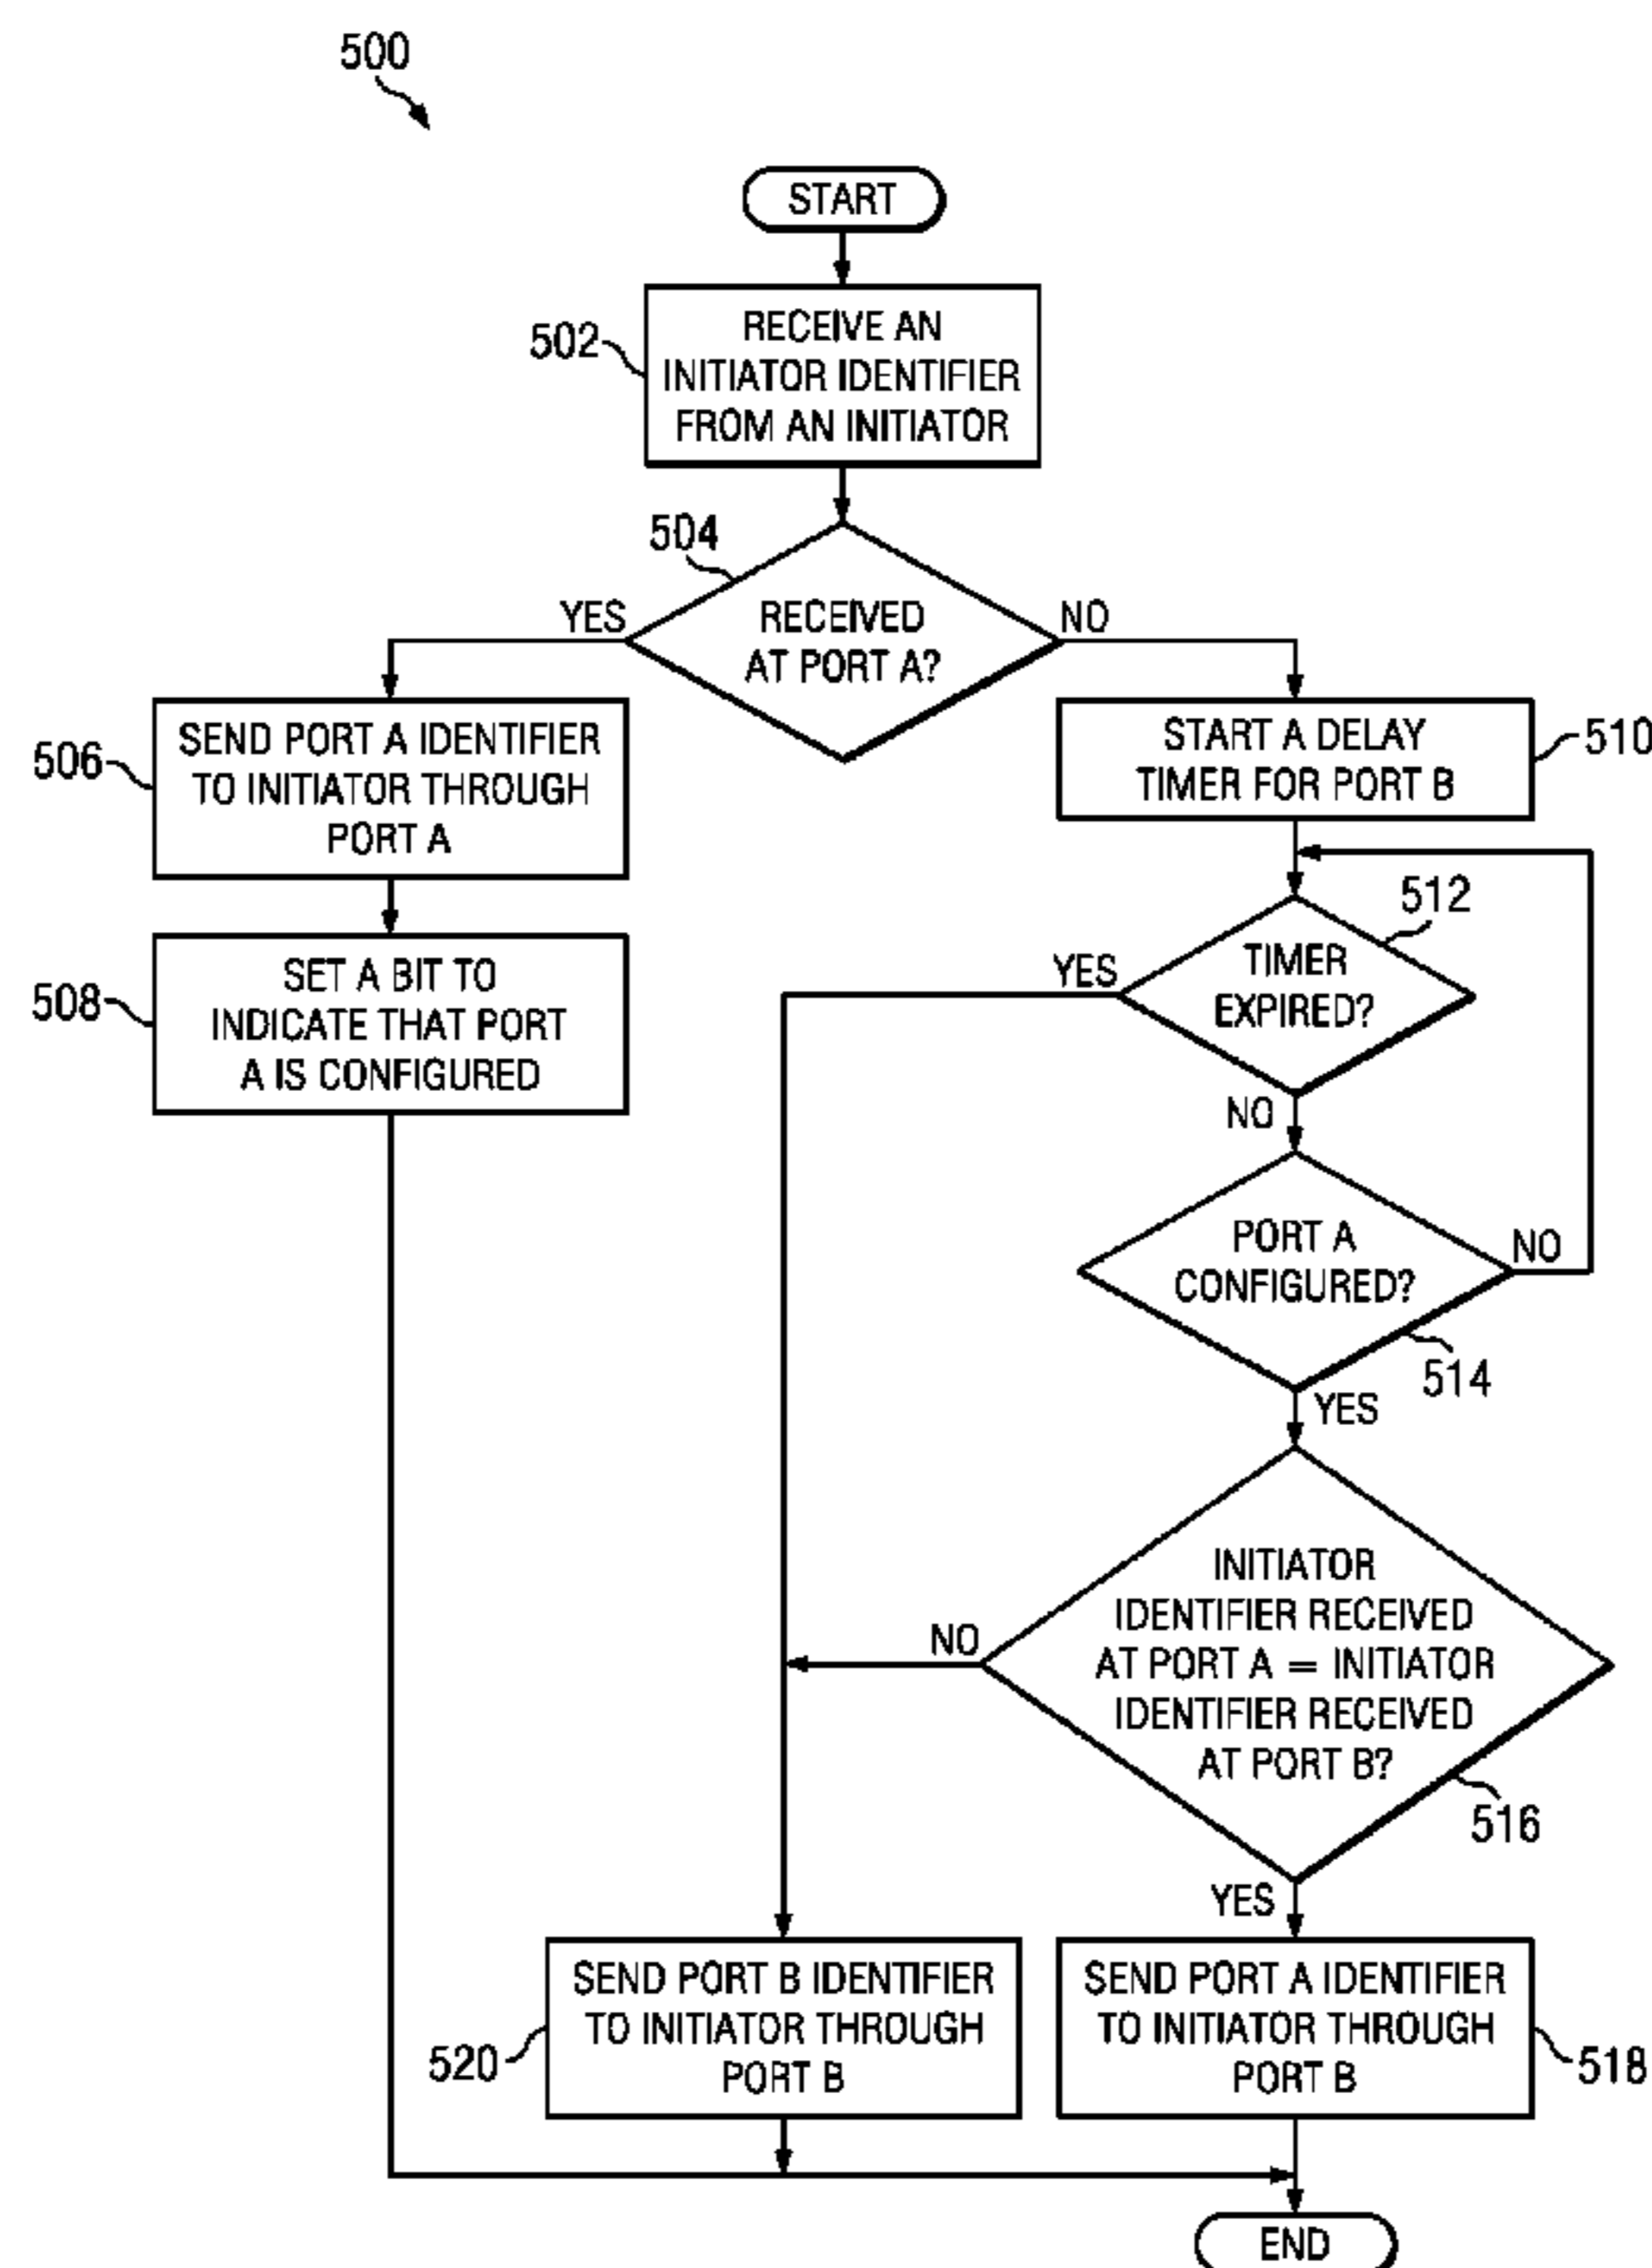 500
START
502
RECEIVE AN
INITIATOR IDENTIFIER
FROM AN INITIATOR
504
YES
RECEIVED
AT PORT A?
NO
506
SEND PORT A IDENTIFIER
TO INITIATOR THROUGH
PORT A
START A DELAY
TIMER FOR PORT B
510
508
SET A BIT TO
INDICATE THAT PORT
A IS CONFIGURED
512
YES
TIMER
EXPIRED?
NO
PORT A
CONFIGURED?
NO
514
YES
INITIATOR
IDENTIFIER RECEIVED
AT PORT A = INITIATOR
IDENTIFIER RECEIVED
AT PORT B?
NO
516
YES
520
SEND PORT B IDENTIFIER
TO INITIATOR THROUGH
PORT B
SEND PORT A IDENTIFIER
TO INITIATOR THROUGH
PORT B
518
END